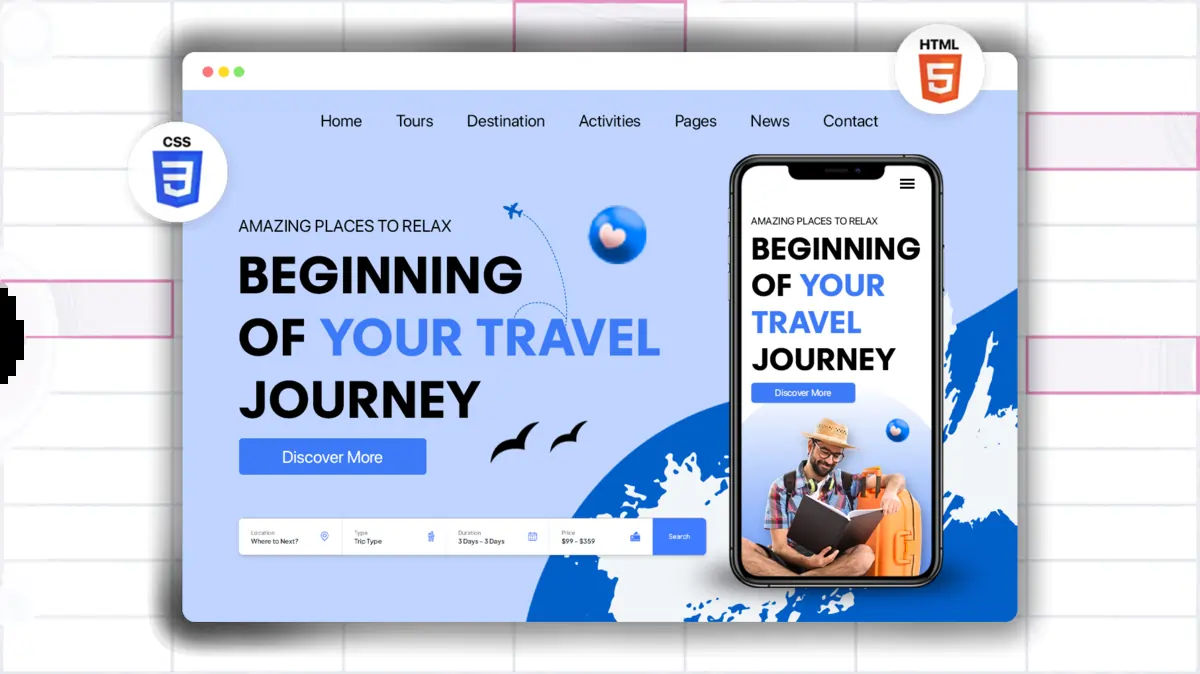 HTML
5
CSS
3
Home Tours Destination Activities Pages News Contact
AMAZING PLACES TO RELAX
BEGINNING
OF YOUR TRAVEL
JOURNEY
Discover More
Location
Where to Next?
Type
Trip Type
Duration
3 Days - 3 Days
Price
$99 - $359
Search
AMAZING PLACES TO RELAX
BEGINNING
OF YOUR
TRAVEL
JOURNEY
Discover More